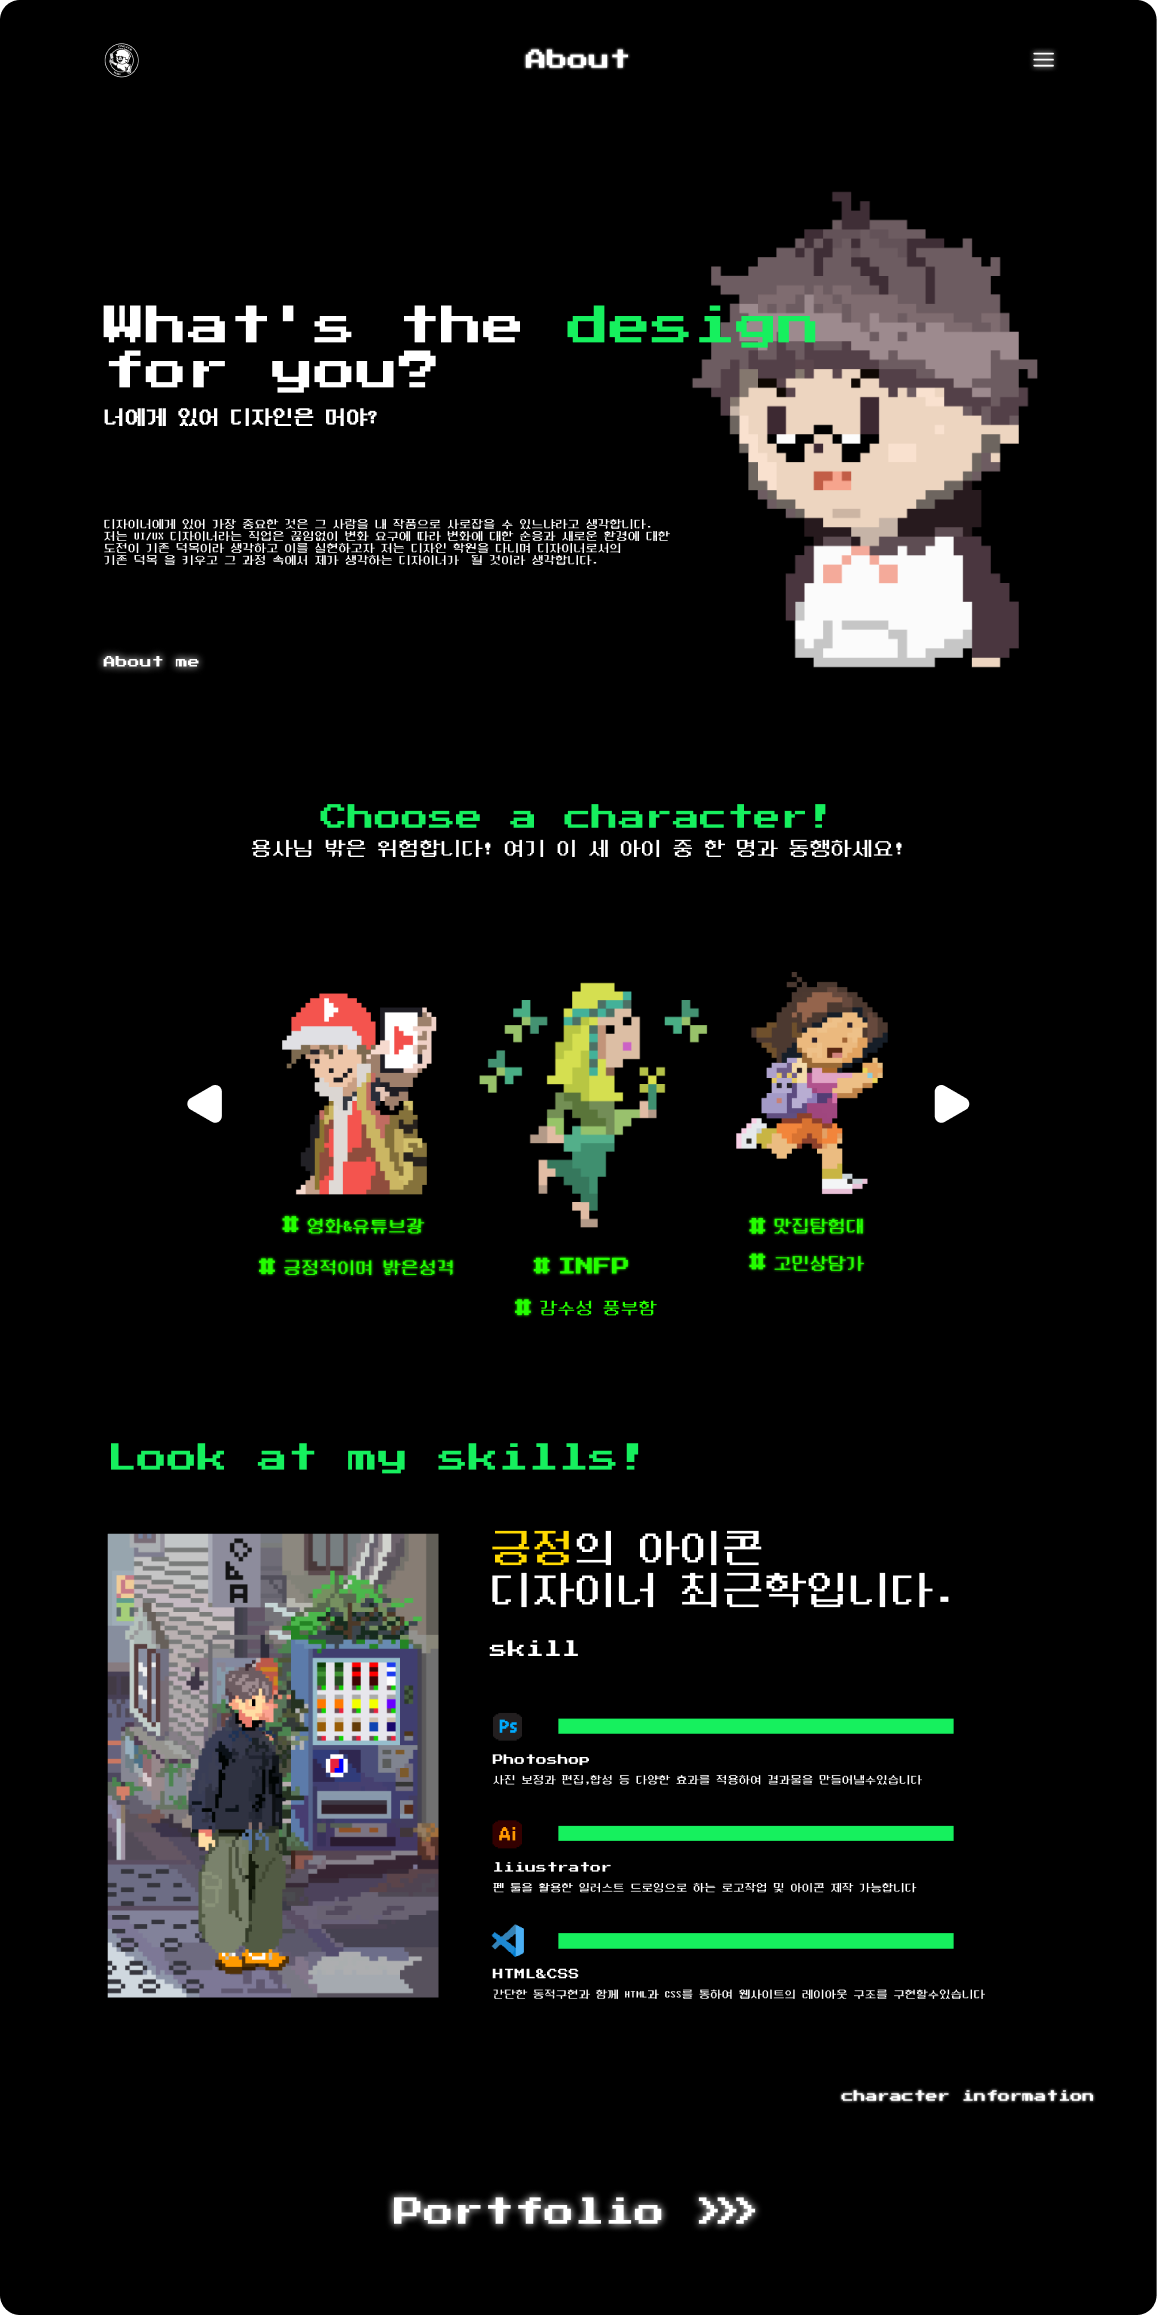 About
What's the design
for you?
너에게 있어 디자인은 머야?
디자이너에게 있어 가장 중요한 것은 그 사람을 내 작품으로 사로잡을 수 있느냐라고 생각합니다.
저는 UI/UX 디자이너라는 직업은 끊임없이 변화 요구에 따라 변화에 대한 순응과 새로운 환경에 대한
도전이 기존 덕목이라 생각하고 이를 실현하고자 저는 디자인 학원을 다니며 디자이너로서의
기존 덕목 을 키우고 그 과정 속에서 제가 생각하는 디자이너가 될 것이라 생각합니다.
About me
Choose a character!
용사님 밖은 위험합니다! 여기 이 세 아이 중 한 명과 동행하세요!
# 영화&유튜브광
# 긍정적이며 밝은성격
# INFP
# 감수성 풍부함
# 맛집탐험대
# 고민상담가
Look at my skills!
긍정의 아이콘
디자이너 최근학입니다.
skill
Ps
Photoshop
사진 보정과 편집,합성 등 다양한 효과를 적용하여 결과물을 만들어낼수있습니다
Ai
liiustrator
펜 툴을 활용한 일러스트 드로잉으로 하는 로고작업 및 아이콘 제작 가능합니다
HTML&CSS
간단한 동적구현과 함께 HTML과 CSS를 통하여 웹사이트의 레이아웃 구조를 구현할수있습니다
character information
Portfolio >>>